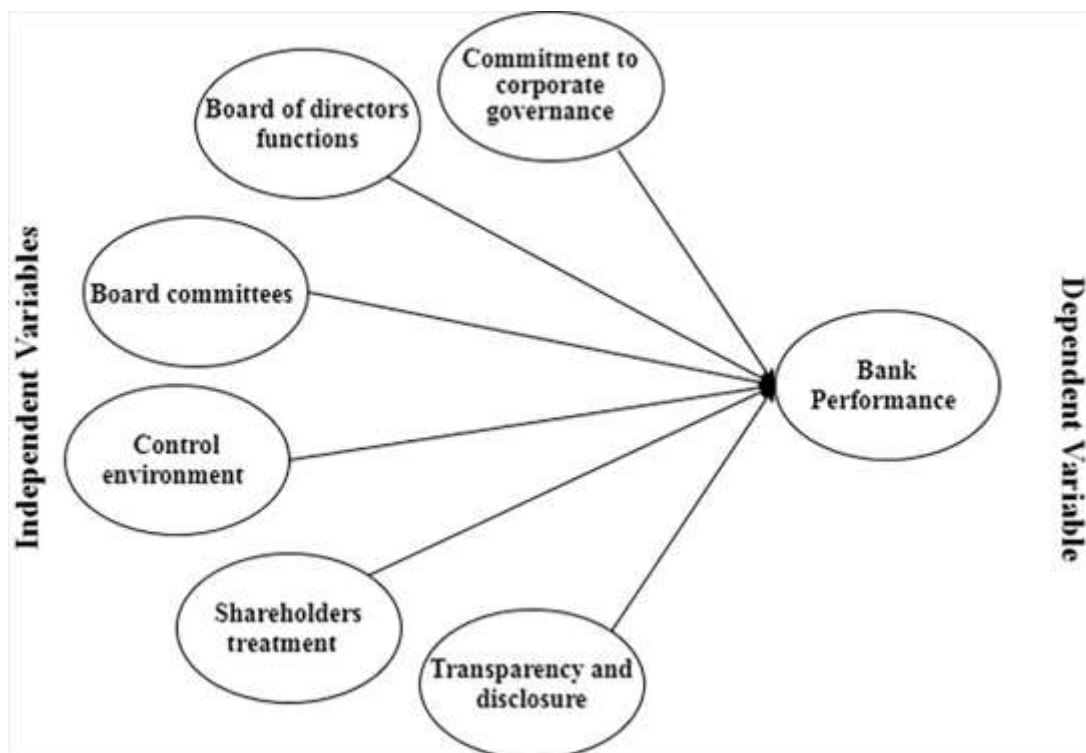 Commitment to
corporate
governance
Board of directors
functions
Board committees
Control
environment
Shareholders
treatment
Transparency and
disclosure
Bank
Performance
Independent Variables
Dependent Variable